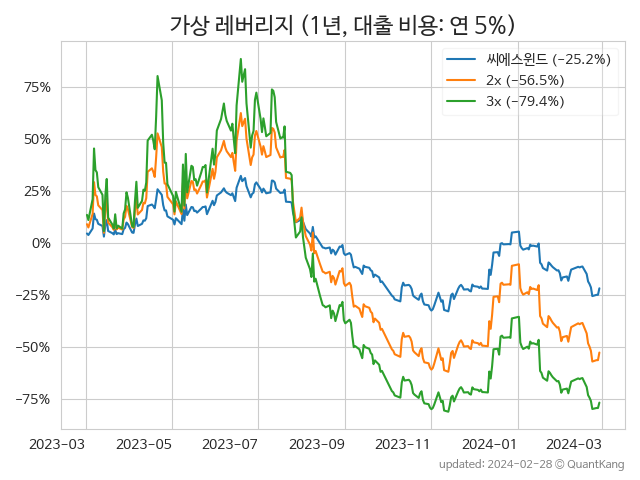 가상 레버리지 (1년, 대출 비용: 연 5%)
씨에스윈드 (−25.2%)
2x (−56.5%)
3x (−79.4%)
75%
50%
25%
0%
−25%
−50%
−75%
2023-03 2023-05 2023-07 2023-09 2023-11 2024-01 2024-03
updated: 2024-02-28 ⓒ QuantKang